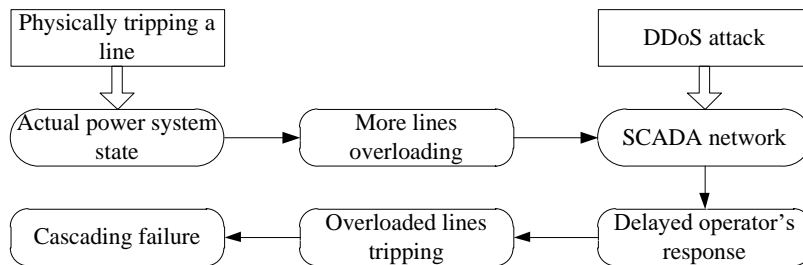 Physically tripping a
line
DDoS attack
Actual power system
state
More lines
overloading
SCADA network
Cascading failure
Overloaded lines
tripping
Delayed operator's
response